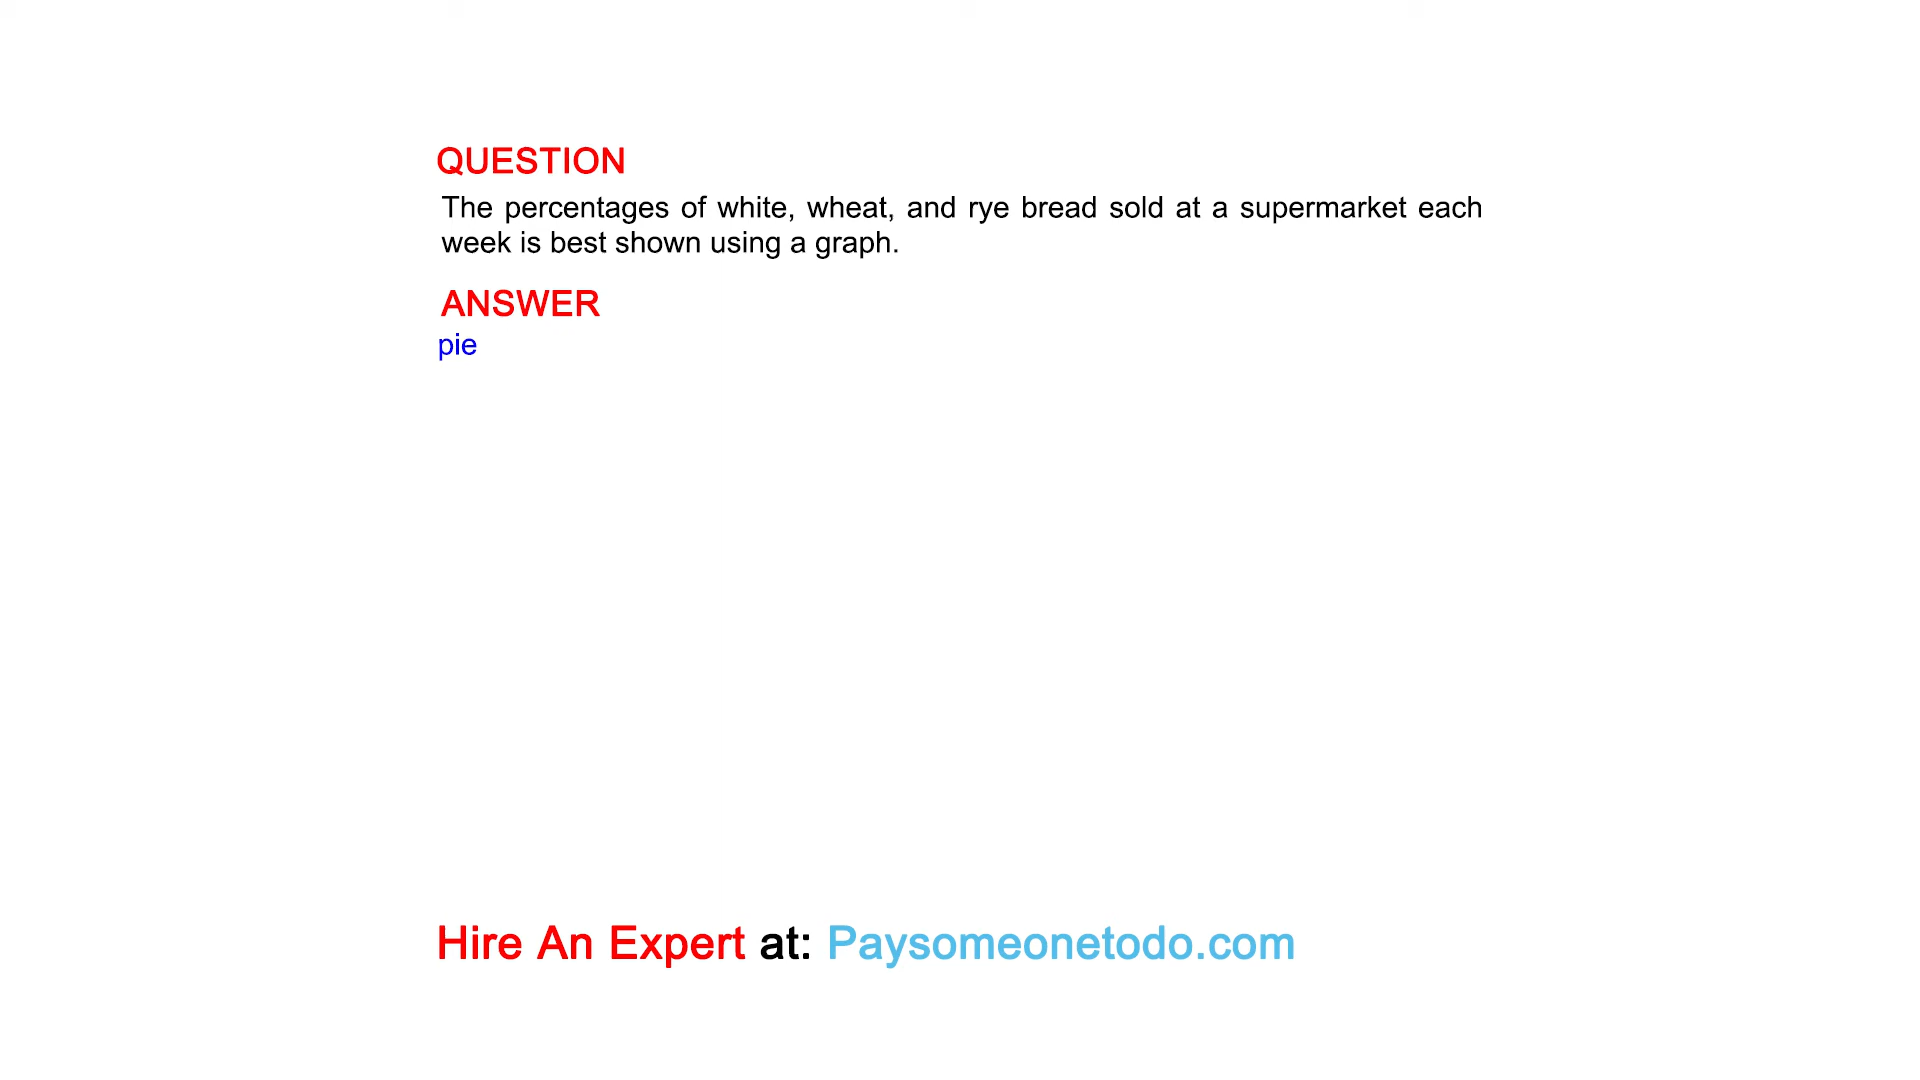 QUESTION
The percentages of white, wheat, and rye bread sold at a supermarket each
week is best shown using a graph.
ANSWER
pie
Hire An Expert at: Paysomeonetodo.com